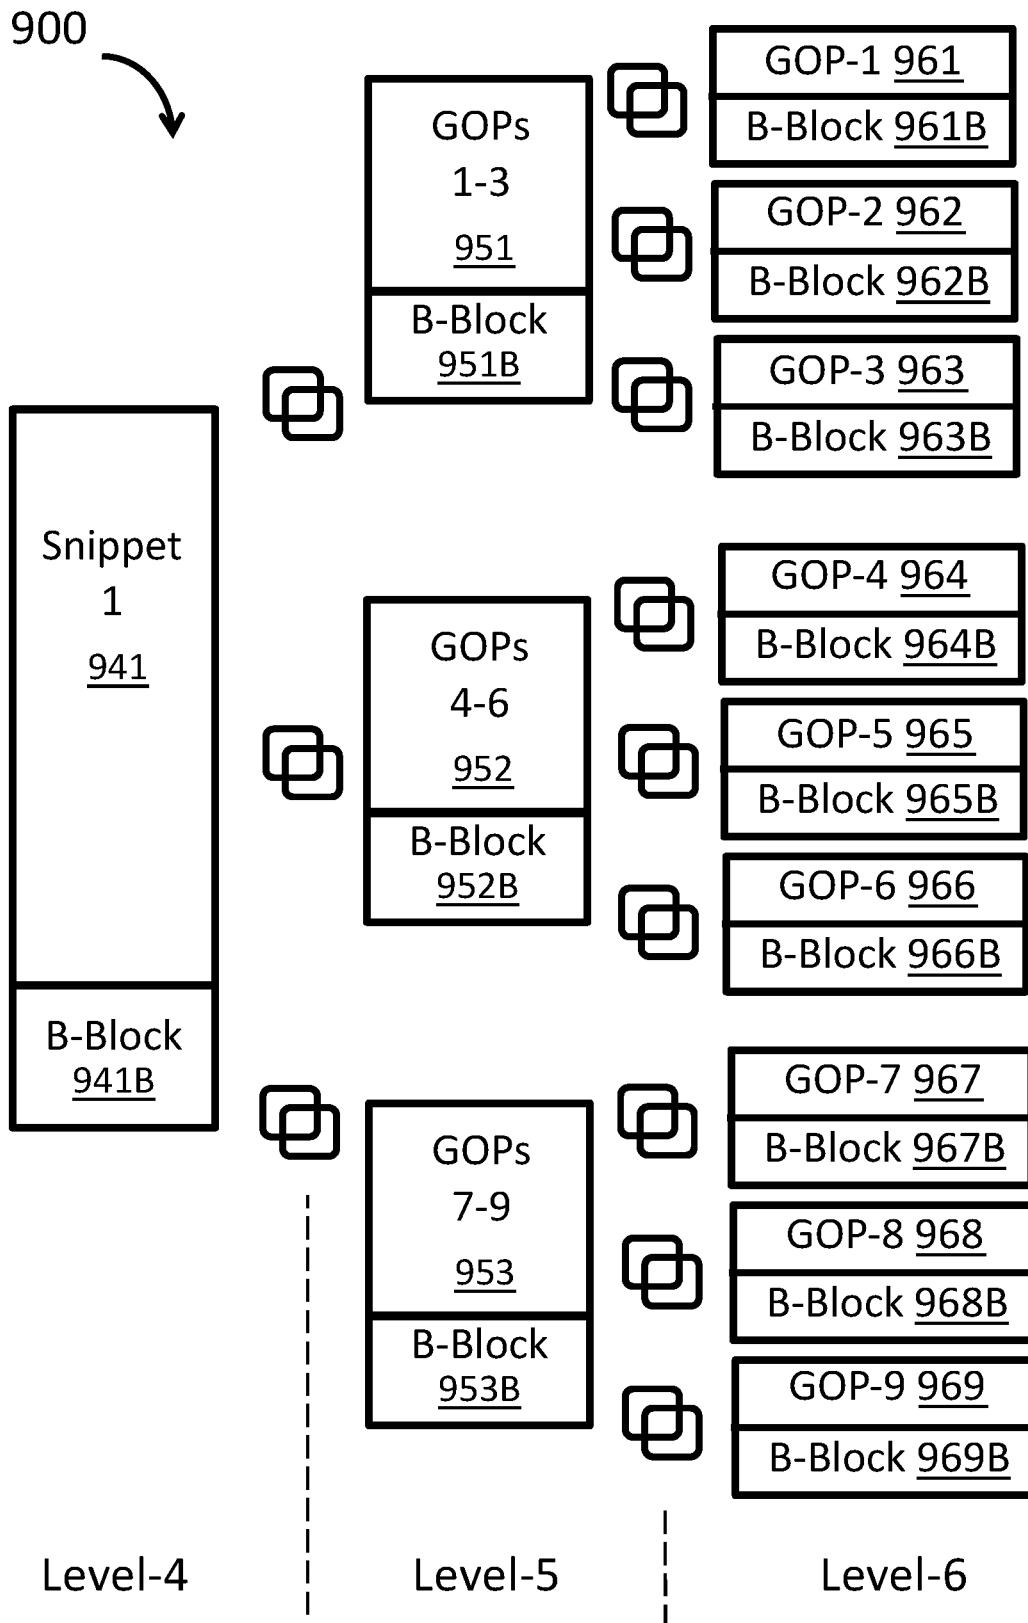 900
Snippet
1
941
B-Block
941B
GOPs
1-3
951
B-Block
951B
GOPs
4-6
952
B-Block
952B
GOPs
7-9
953
B-Block
953B
GOP-1 961
B-Block 961B
GOP-2 962
B-Block 962B
GOP-3 963
B-Block 963B
GOP-4 964
B-Block 964B
GOP-5 965
B-Block 965B
GOP-6 966
B-Block 966B
GOP-7 967
B-Block 967B
GOP-8 968
B-Block 968B
GOP-9 969
B-Block 969B
Level-4
Level-5
Level-6